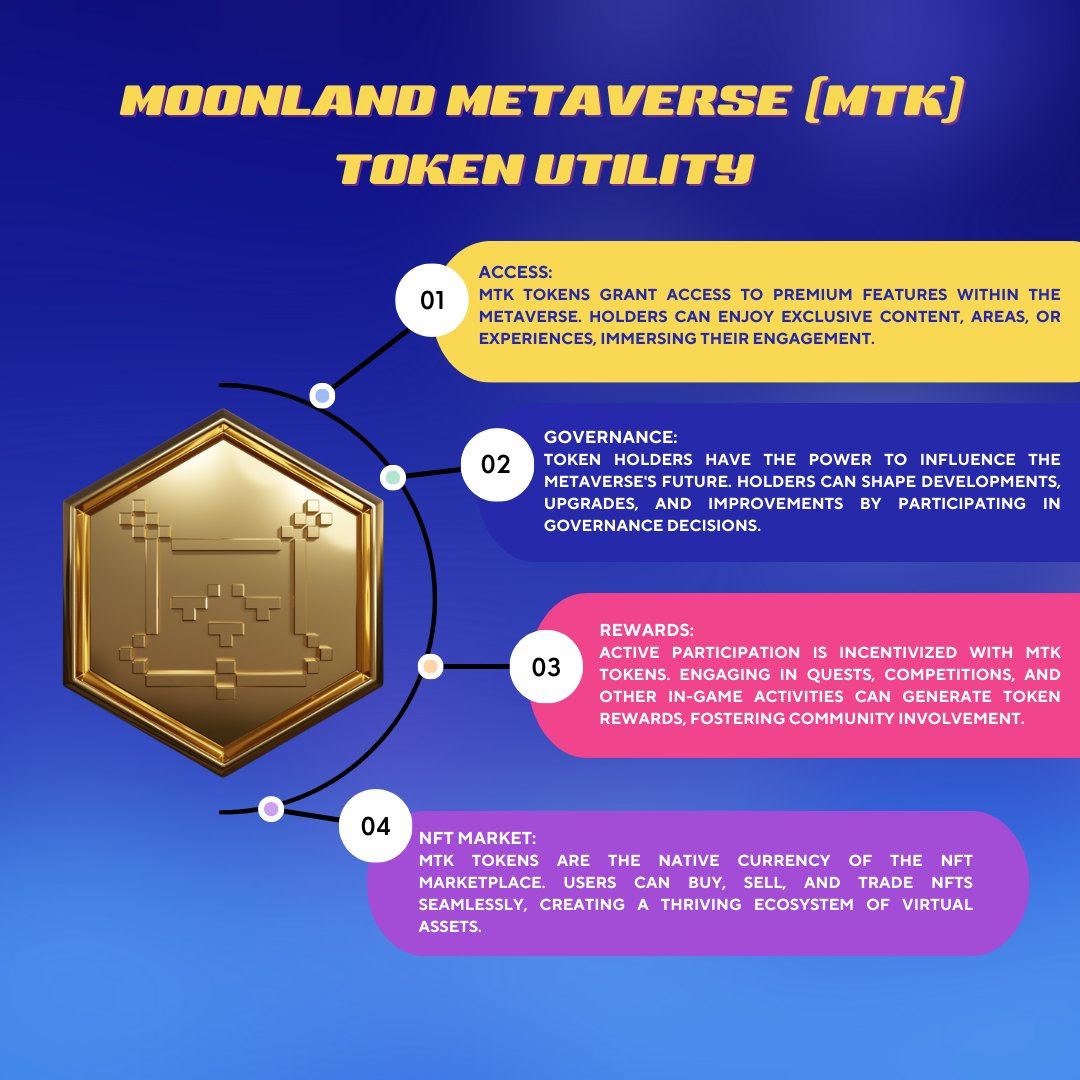 MOONLAND METAVERSE (MTK)
TOKEN UTILITY
01
ACCESS:
MTK TOKENS GRANT ACCESS TO PREMIUM FEATURES WITHIN THE
METAVERSE. HOLDERS CAN ENJOY EXCLUSIVE CONTENT, AREAS, OR
EXPERIENCES, IMMERSING THEIR ENGAGEMENT.
02
GOVERNANCE:
TOKEN HOLDERS HAVE THE POWER TO INFLUENCE THE
METAVERSE'S FUTURE. HOLDERS CAN SHAPE DEVELOPMENTS,
UPGRADES, AND IMPROVEMENTS BY PARTICIPATING IN
GOVERNANCE DECISIONS.
03
REWARDS:
ACTIVE PARTICIPATION IS INCENTIVIZED WITH MTK
TOKENS. ENGAGING IN QUESTS, COMPETITIONS, AND
OTHER IN-GAME ACTIVITIES CAN GENERATE TOKEN
REWARDS, FOSTERING COMMUNITY INVOLVEMENT.
04
NFT MARKET:
MTK TOKENS ARE THE NATIVE CURRENCY OF THE NFT
MARKETPLACE. USERS CAN BUY, SELL, AND TRADE NFTS
SEAMLESSLY, CREATING A THRIVING ECOSYSTEM OF VIRTUAL
ASSETS.